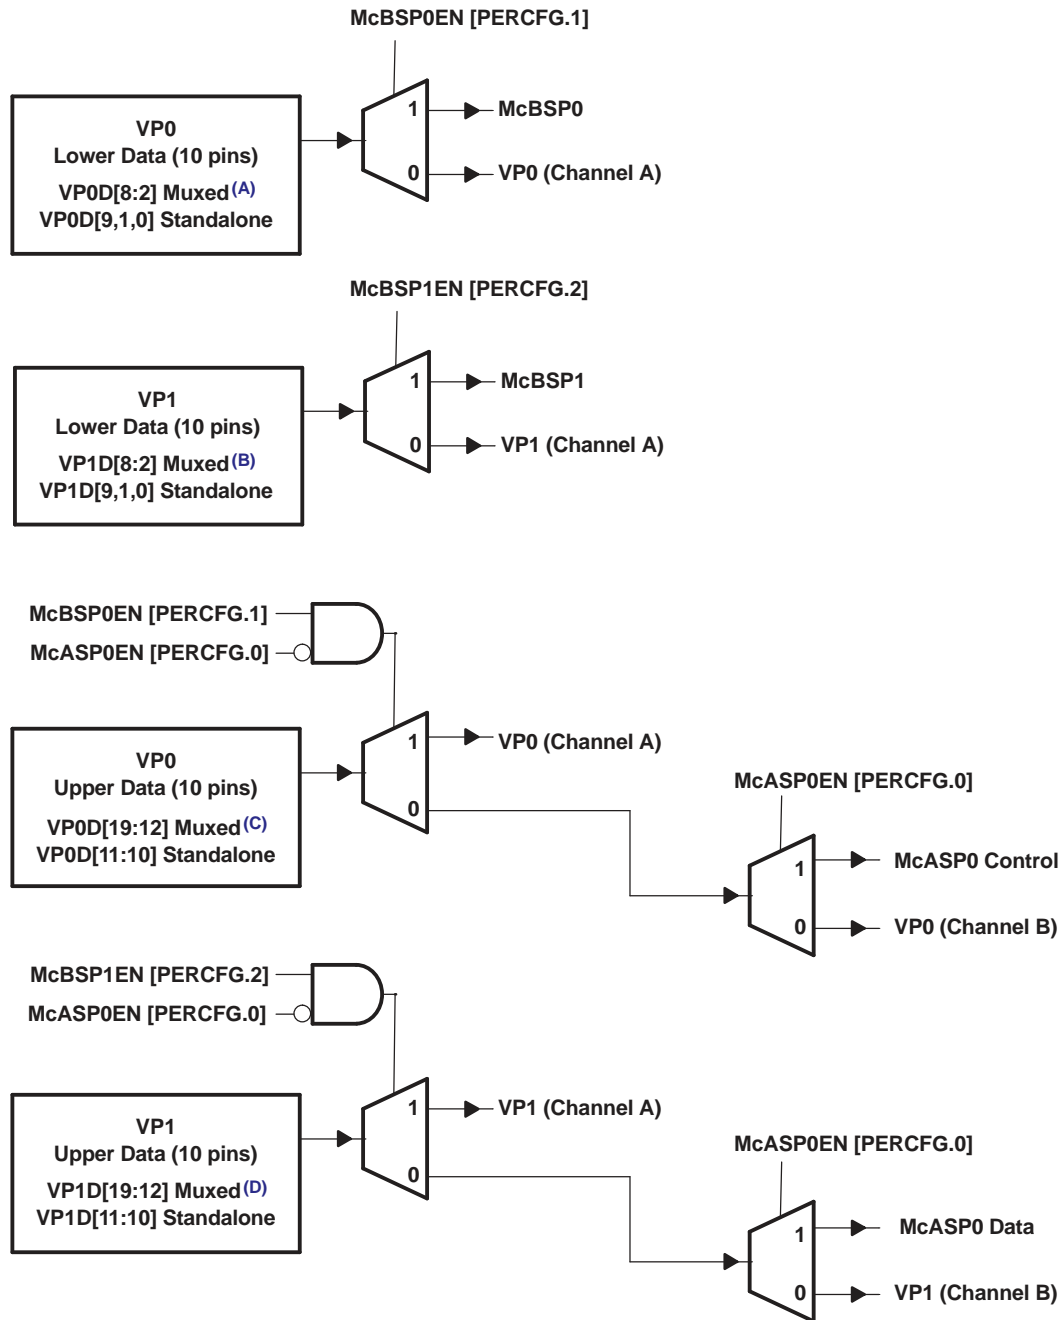 McBSP0EN [PERCFG.1]
VP0
Lower Data (10 pins)
VP0D[8:2] Muxed (A)
VP0D[9,1,0] Standalone
1
McBSP0
0
VP0 (Channel A)
McBSP1EN [PERCFG.2]
VP1
Lower Data (10 pins)
VP1D[8:2] Muxed (B)
VP1D[9,1,0] Standalone
1
McBSP1
0
VP1 (Channel A)
McBSP0EN [PERCFG.1]
McASP0EN [PERCFG.0]
VP0
Upper Data (10 pins)
VP0D[19:12] Muxed (C)
VP0D[11:10] Standalone
1
VP0 (Channel A)
0
McASP0EN [PERCFG.0]
1
McASP0 Control
0
VP0 (Channel B)
McBSP1EN [PERCFG.2]
McASP0EN [PERCFG.0]
VP1
Upper Data (10 pins)
VP1D[19:12] Muxed (D)
VP1D[11:10] Standalone
1
VP1 (Channel A)
0
McASP0EN [PERCFG.0]
1
McASP0 Data
0
VP1 (Channel B)